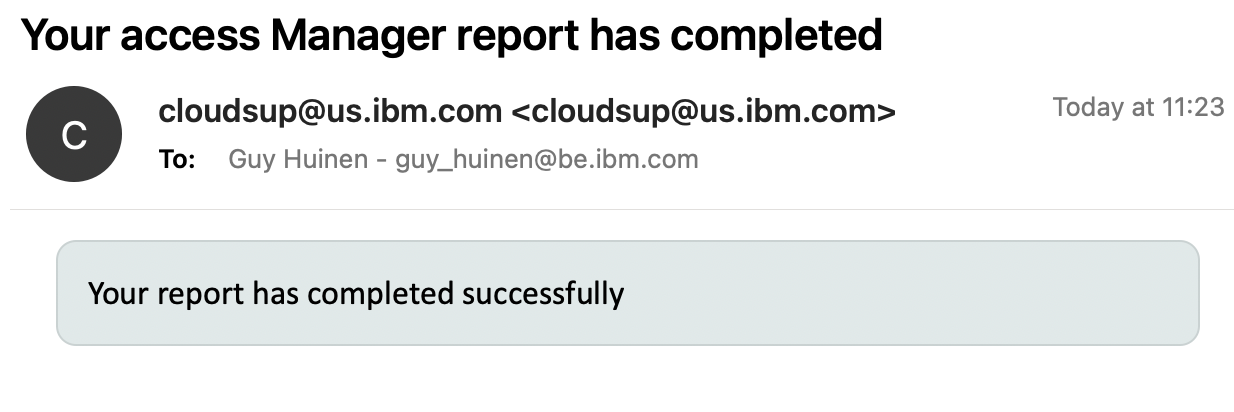 Your access Manager report has completed
C
cloudsup@us.ibm.com <cloudsup@us.ibm.com>
Today at 11:23
To: Guy Huinen - guy_huinen@be.ibm.com
Your report has completed successfully